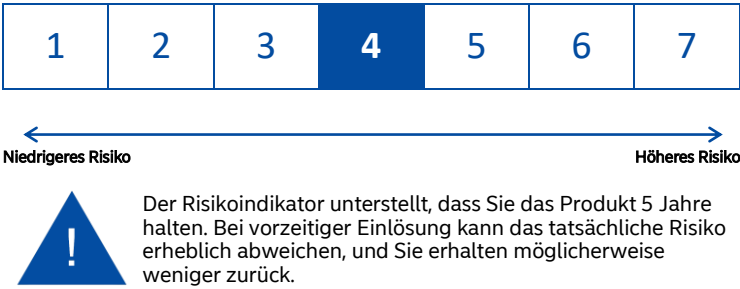 1 2 3 4 5 6 7
Niedrigeres Risiko Höheres Risiko
!
Der Risikoindikator unterstellt, dass Sie das Produkt 5 Jahre
halten. Bei vorzeitiger Einlösung kann das tatsächliche Risiko
erheblich abweichen, und Sie erhalten möglicherweise
weniger zurück.